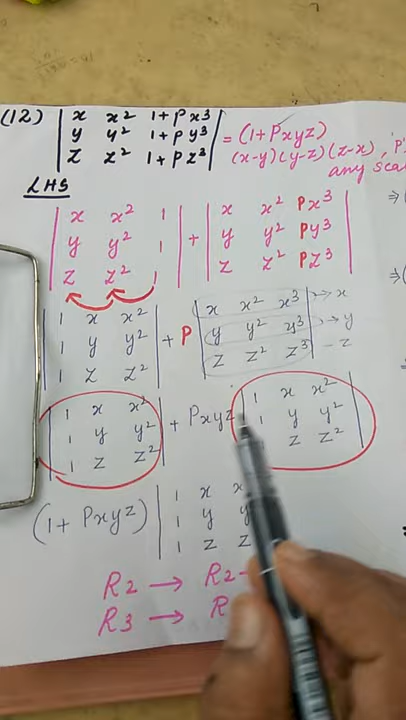 (12) | x x² 1+Px³ |
| y y² 1+Py³ | = (1+Pxyz)
| z z² 1+Pz³ | (x-y)(y-z)(z-x), 'P'
any sca
LHS
| x x² 1 | + | x x² Px³ |
| y y² 1 | | y y² Py³ |
| z z² 1 | | z z² Pz³ |
| 1 x x² | + P | x x² x³ | → x
| 1 y y² | | y y² y³ | → y
| 1 z z² | | z z² z³ | - z
| 1 x x² | + Pxyz | 1 x x² |
| 1 y y² | | 1 y y² |
| 1 z z² | | z z² |
(1+Pxyz) | 1 x x
| 1 y y
| 1 z z
R2 → R2 -
R3 → R